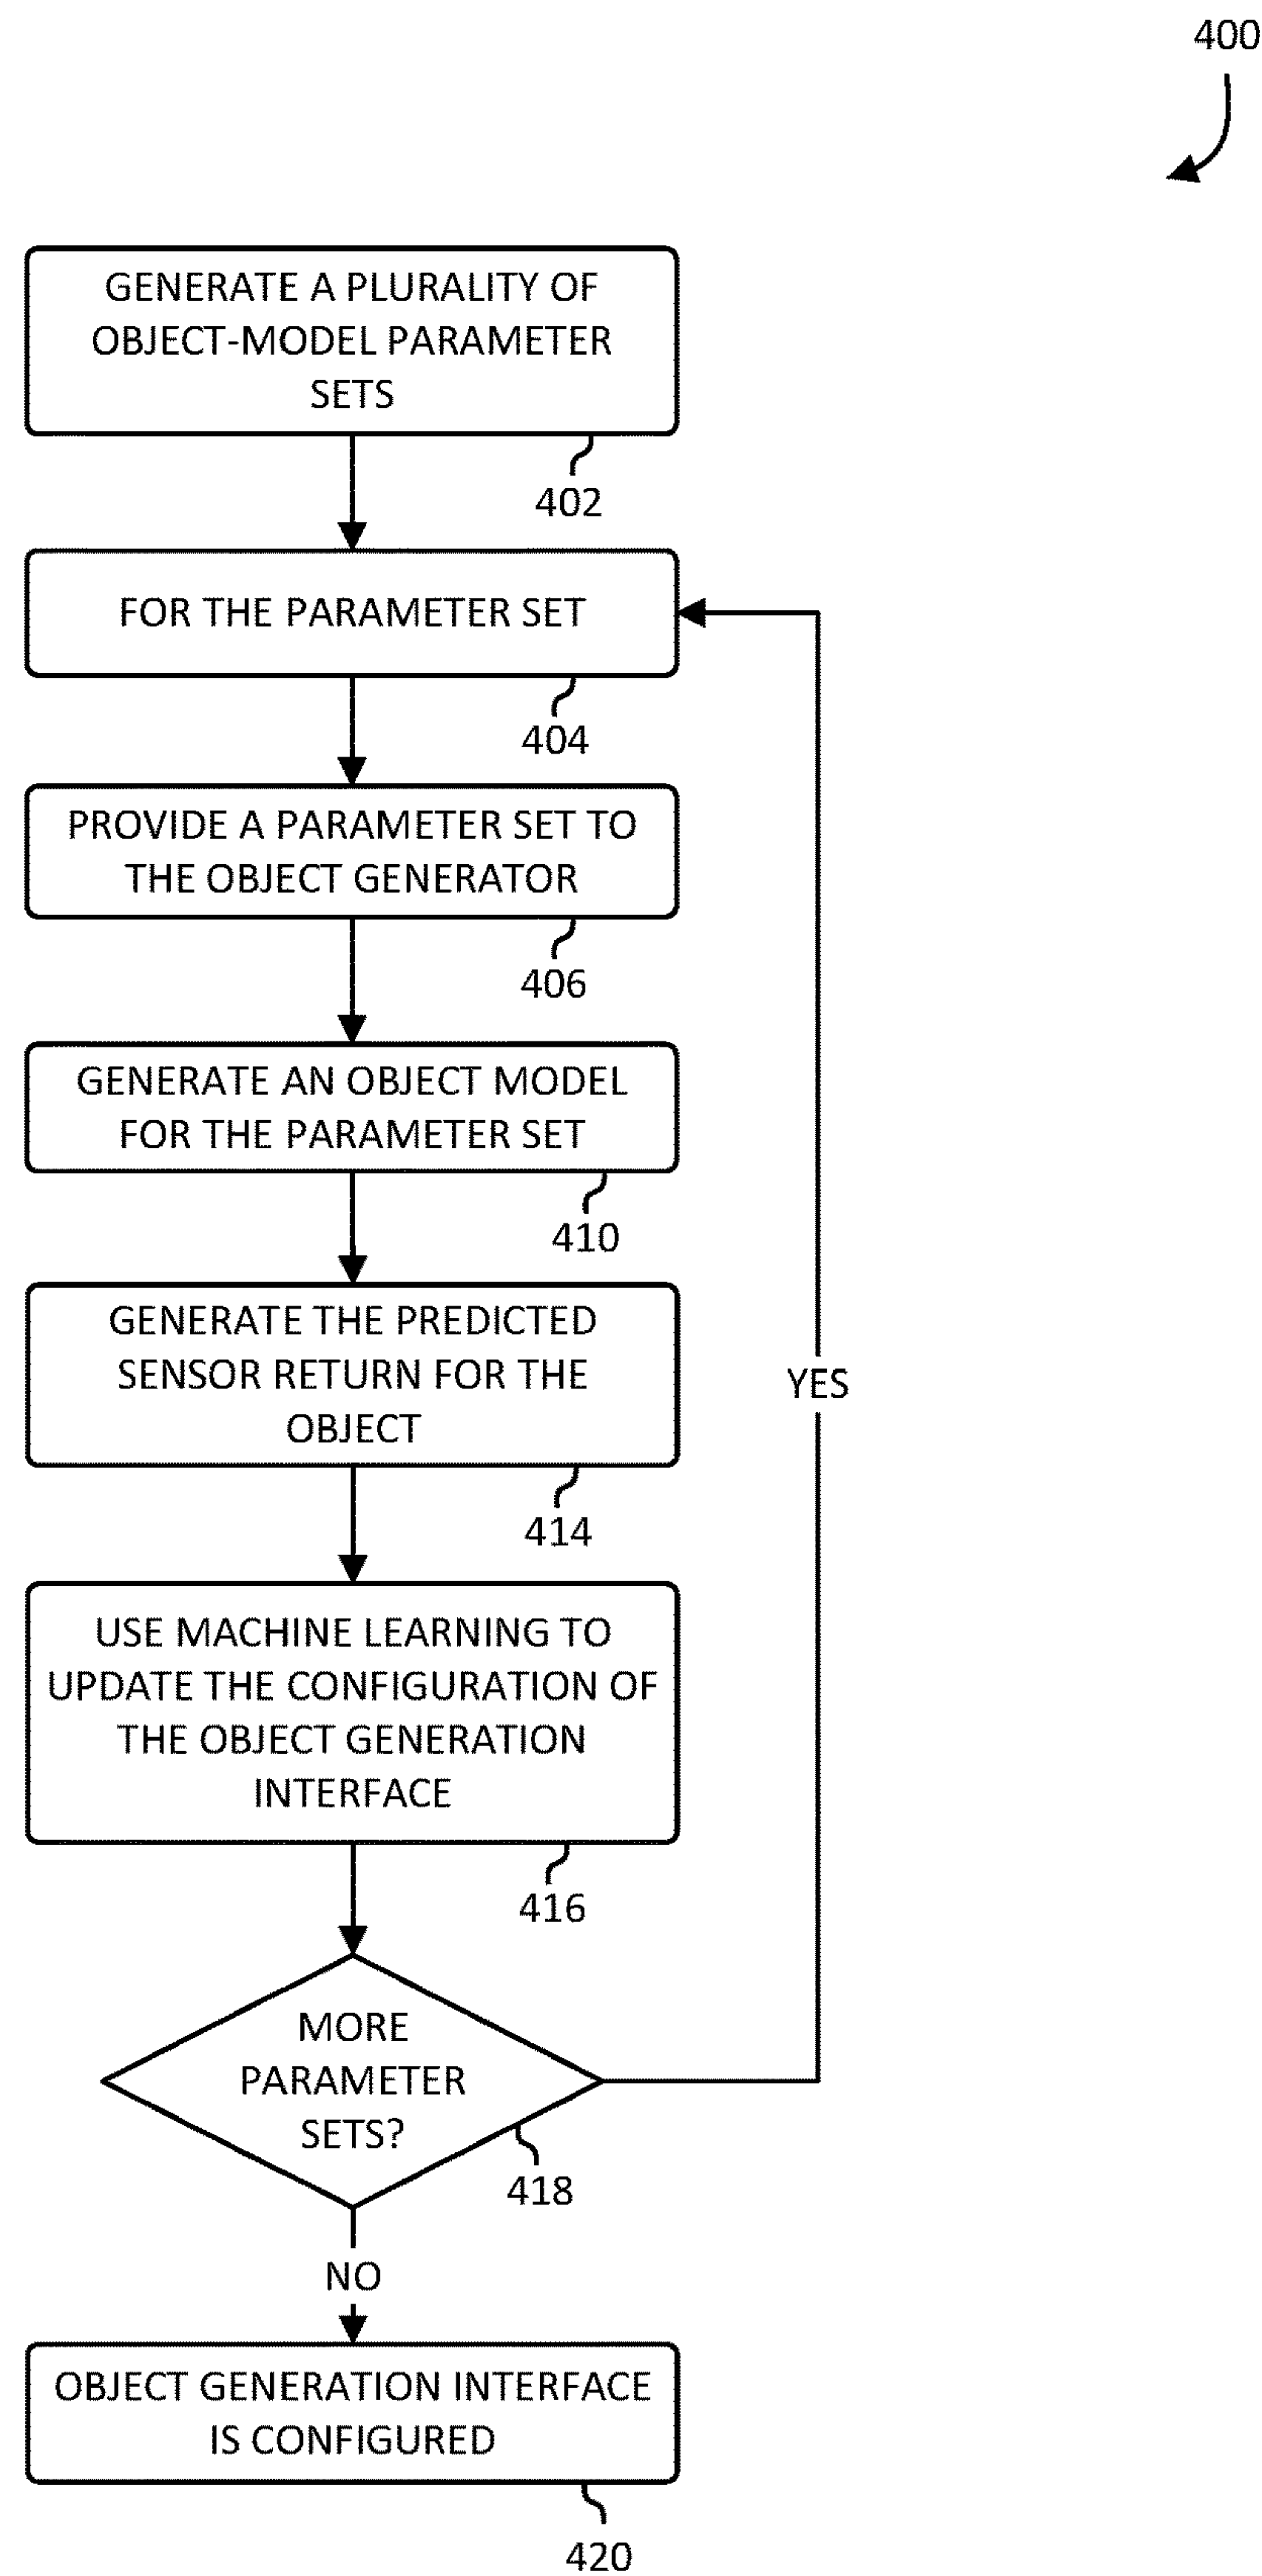 400
GENERATE A PLURALITY OF
OBJECT-MODEL PARAMETER
SETS
402
FOR THE PARAMETER SET
404
PROVIDE A PARAMETER SET TO
THE OBJECT GENERATOR
406
GENERATE AN OBJECT MODEL
FOR THE PARAMETER SET
410
GENERATE THE PREDICTED
SENSOR RETURN FOR THE
OBJECT
YES
414
USE MACHINE LEARNING TO
UPDATE THE CONFIGURATION OF
THE OBJECT GENERATION
INTERFACE
416
MORE
PARAMETER
SETS?
418
NO
OBJECT GENERATION INTERFACE
IS CONFIGURED
420